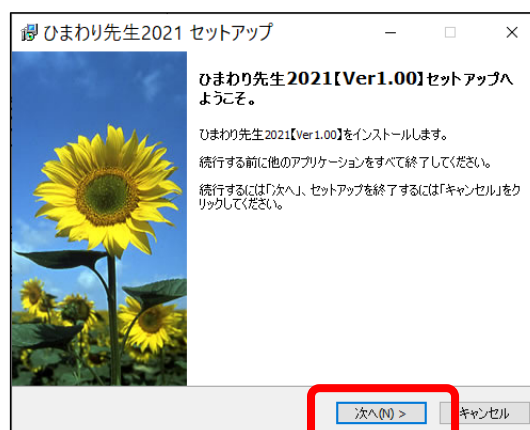 ひまわり先生2021 セットアップ
ひまわり先生2021【Ver1.00】セットアップへ
ようこそ。
ひまわり先生2021【Ver1.00】をインストールします。
続行する前に他のアプリケーションをすべて終了してください。
続行するには「次へ」、セットアップを終了するには「キャンセル」をク
リックしてください。
次へ(N) >
キャンセル